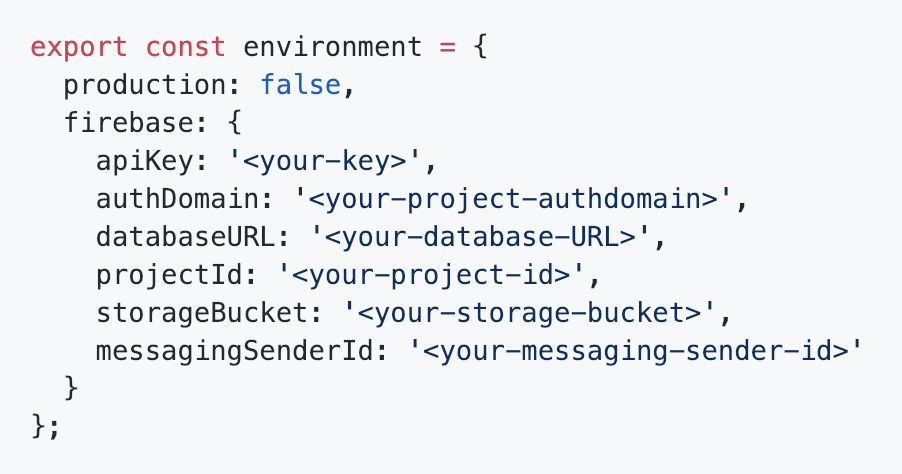 export const environment = {
  production: false,
  firebase: {
    apiKey: '<your-key>',
    authDomain: '<your-project-authdomain>',
    databaseURL: '<your-database-URL>',
    projectId: '<your-project-id>',
    storageBucket: '<your-storage-bucket>',
    messagingSenderId: '<your-messaging-sender-id>'
  }
};